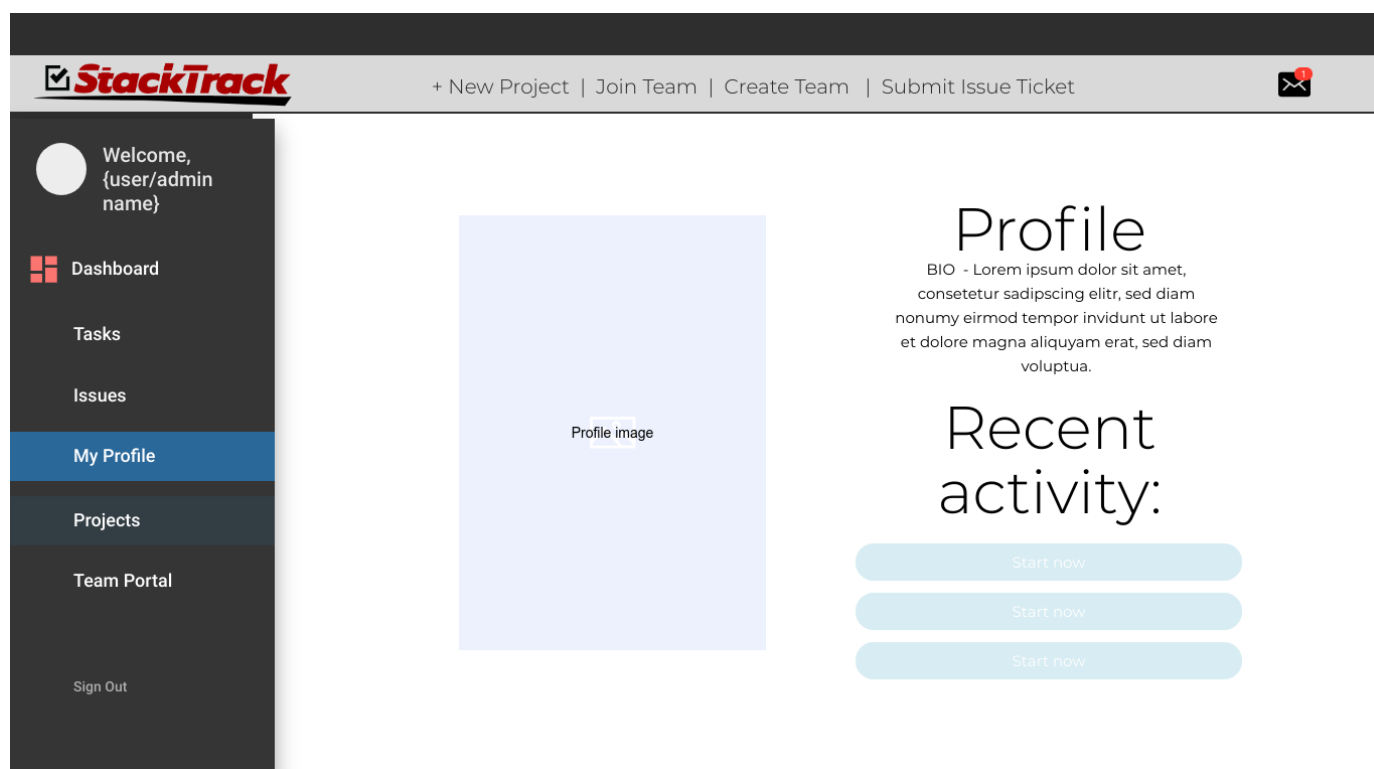 StackTrack
+ New Project | Join Team | Create Team | Submit Issue Ticket
1
Welcome,
{user/admin
name}
Dashboard
Tasks
Issues
My Profile
Projects
Team Portal
Sign Out
Profile image
Profile
BIO - Lorem ipsum dolor sit amet,
consetetur sadipscing elitr, sed diam
nonumy eirmod tempor invidunt ut labore
et dolore magna aliquyam erat, sed diam
voluptua.
Recent
activity:
Start now
Start now
Start now